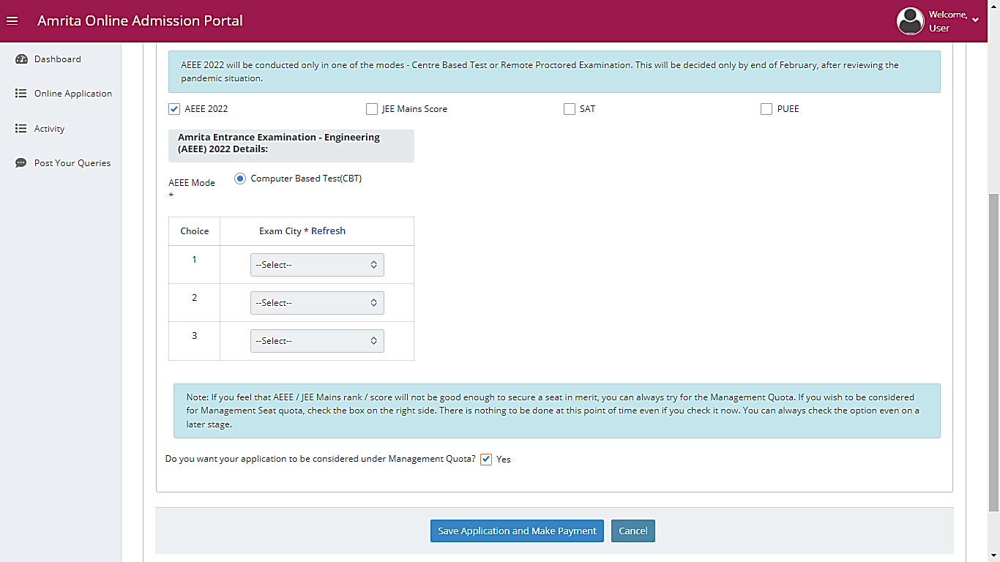 Amrita Online Admission Portal
Welcome,
User
Dashboard
Online Application
Activity
Post Your Queries
AEEE 2022 will be conducted only in one of the modes - Centre Based Test or Remote Proctored Examination. This will be decided only by end of February, after reviewing the
pandemic situation.
AEEE 2022 JEE Mains Score SAT PUEE
Amrita Entrance Examination - Engineering
(AEEE) 2022 Details:
AEEE Mode
*
Computer Based Test(CBT)
Choice Exam City * Refresh
1 --Select--
2 --Select--
3 --Select--
Note: If you feel that AEEE / JEE Mains rank / score will not be good enough to secure a seat in merit, you can always try for the Management Quota. If you wish to be considered
for Management Seat quota, check the box on the right side. There is nothing to be done at this point of time even if you check it now. You can always check the option even on a
later stage.
Do you want your application to be considered under Management Quota? Yes
Save Application and Make Payment Cancel